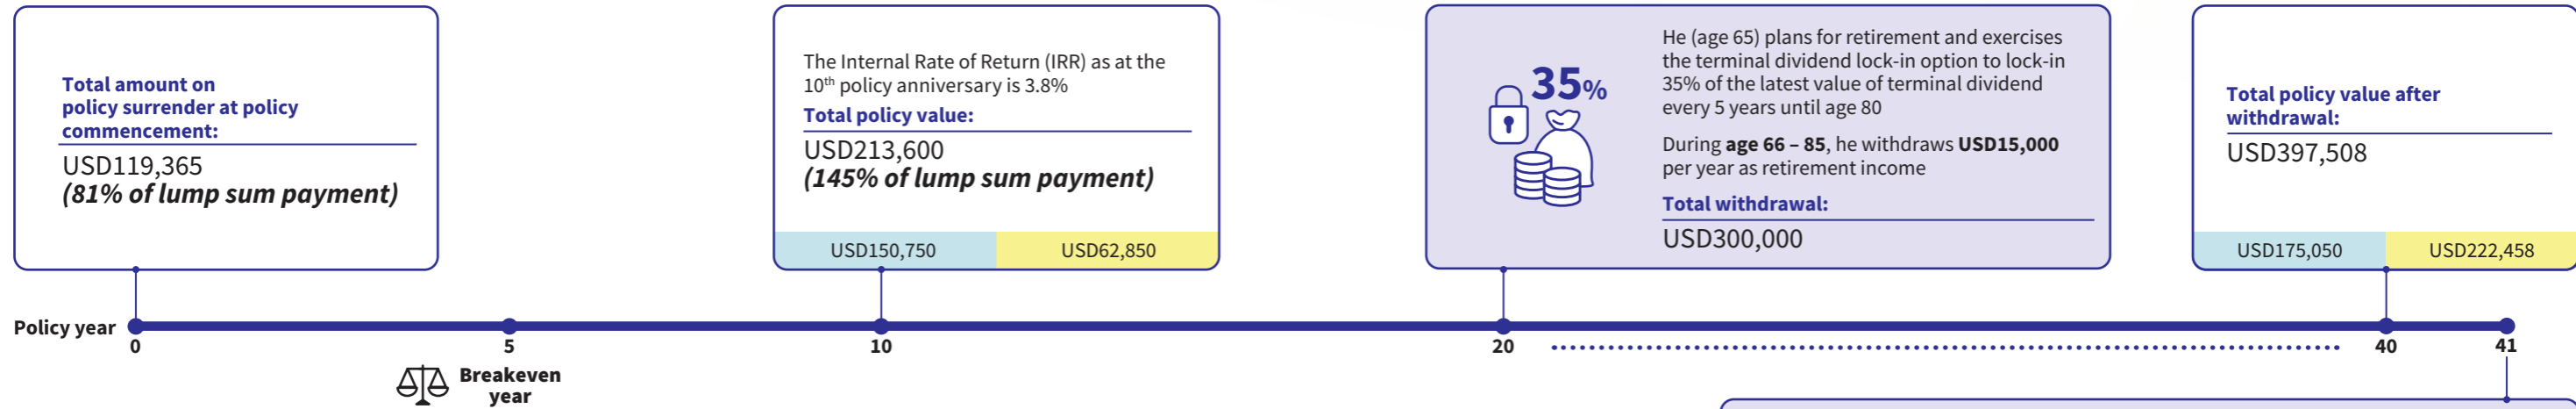 Total amount on
policy surrender at policy
commencement:
USD119,365
(81% of lump sum payment)
The Internal Rate of Return (IRR) as at the
10th policy anniversary is 3.8%
Total policy value:
USD213,600
(145% of lump sum payment)
USD150,750
USD62,850
35%
He (age 65) plans for retirement and exercises
the terminal dividend lock-in option to lock-in
35% of the latest value of terminal dividend
every 5 years until age 80
During age 66 – 85, he withdraws USD15,000
per year as retirement income
Total withdrawal:
USD300,000
Total policy value after
withdrawal:
USD397,508
USD175,050
USD222,458
Policy year
0
5
10
20
40
41
Breakeven
year